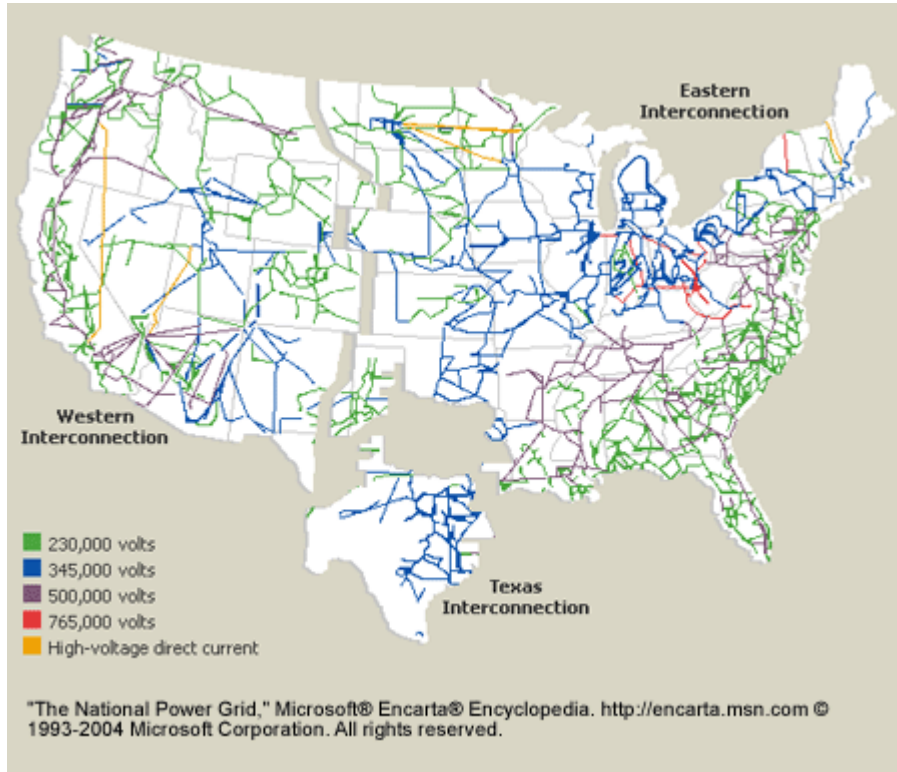 Eastern
Interconnection
Western
Interconnection
Texas
Interconnection
230,000 volts
345,000 volts
500,000 volts
765,000 volts
High-voltage direct current
"The National Power Grid," Microsoft® Encarta® Encyclopedia. http://encarta.msn.com ©
1993-2004 Microsoft Corporation. All rights reserved.